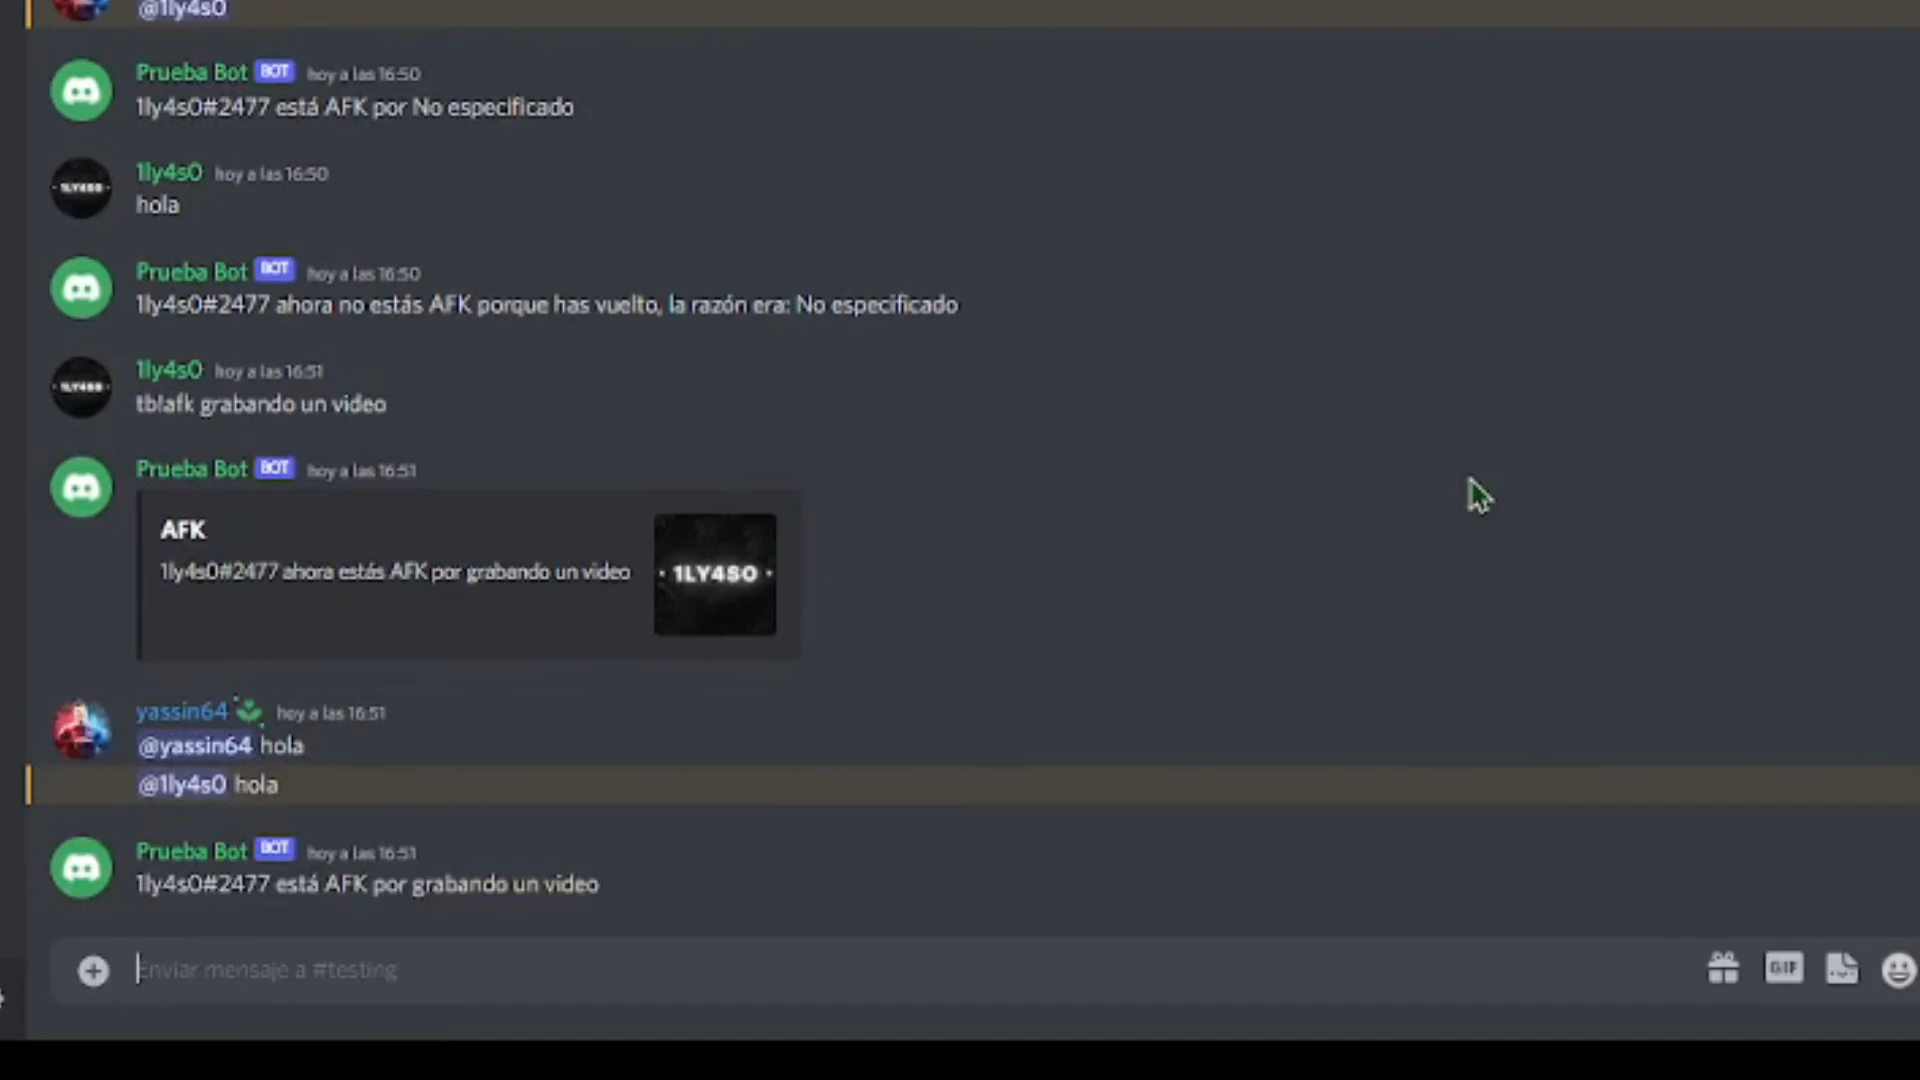 @1ly4s0
Prueba Bot BOT hoy a las 16:50
1ly4s0#2477 está AFK por No especificado
1ly4s0 hoy a las 16:50
hola
Prueba Bot BOT hoy a las 16:50
1ly4s0#2477 ahora no estás AFK porque has vuelto, la razón era: No especificado
1ly4s0 hoy a las 16:51
tb!afk grabando un video
Prueba Bot BOT hoy a las 16:51
AFK
1ly4s0#2477 ahora estás AFK por grabando un video
· 1LY4S0 ·
yassin64 hoy a las 16:51
@yassin64 hola
@1ly4s0 hola
Prueba Bot BOT hoy a las 16:51
1ly4s0#2477 está AFK por grabando un video
Enviar mensaje a #testing
GIF